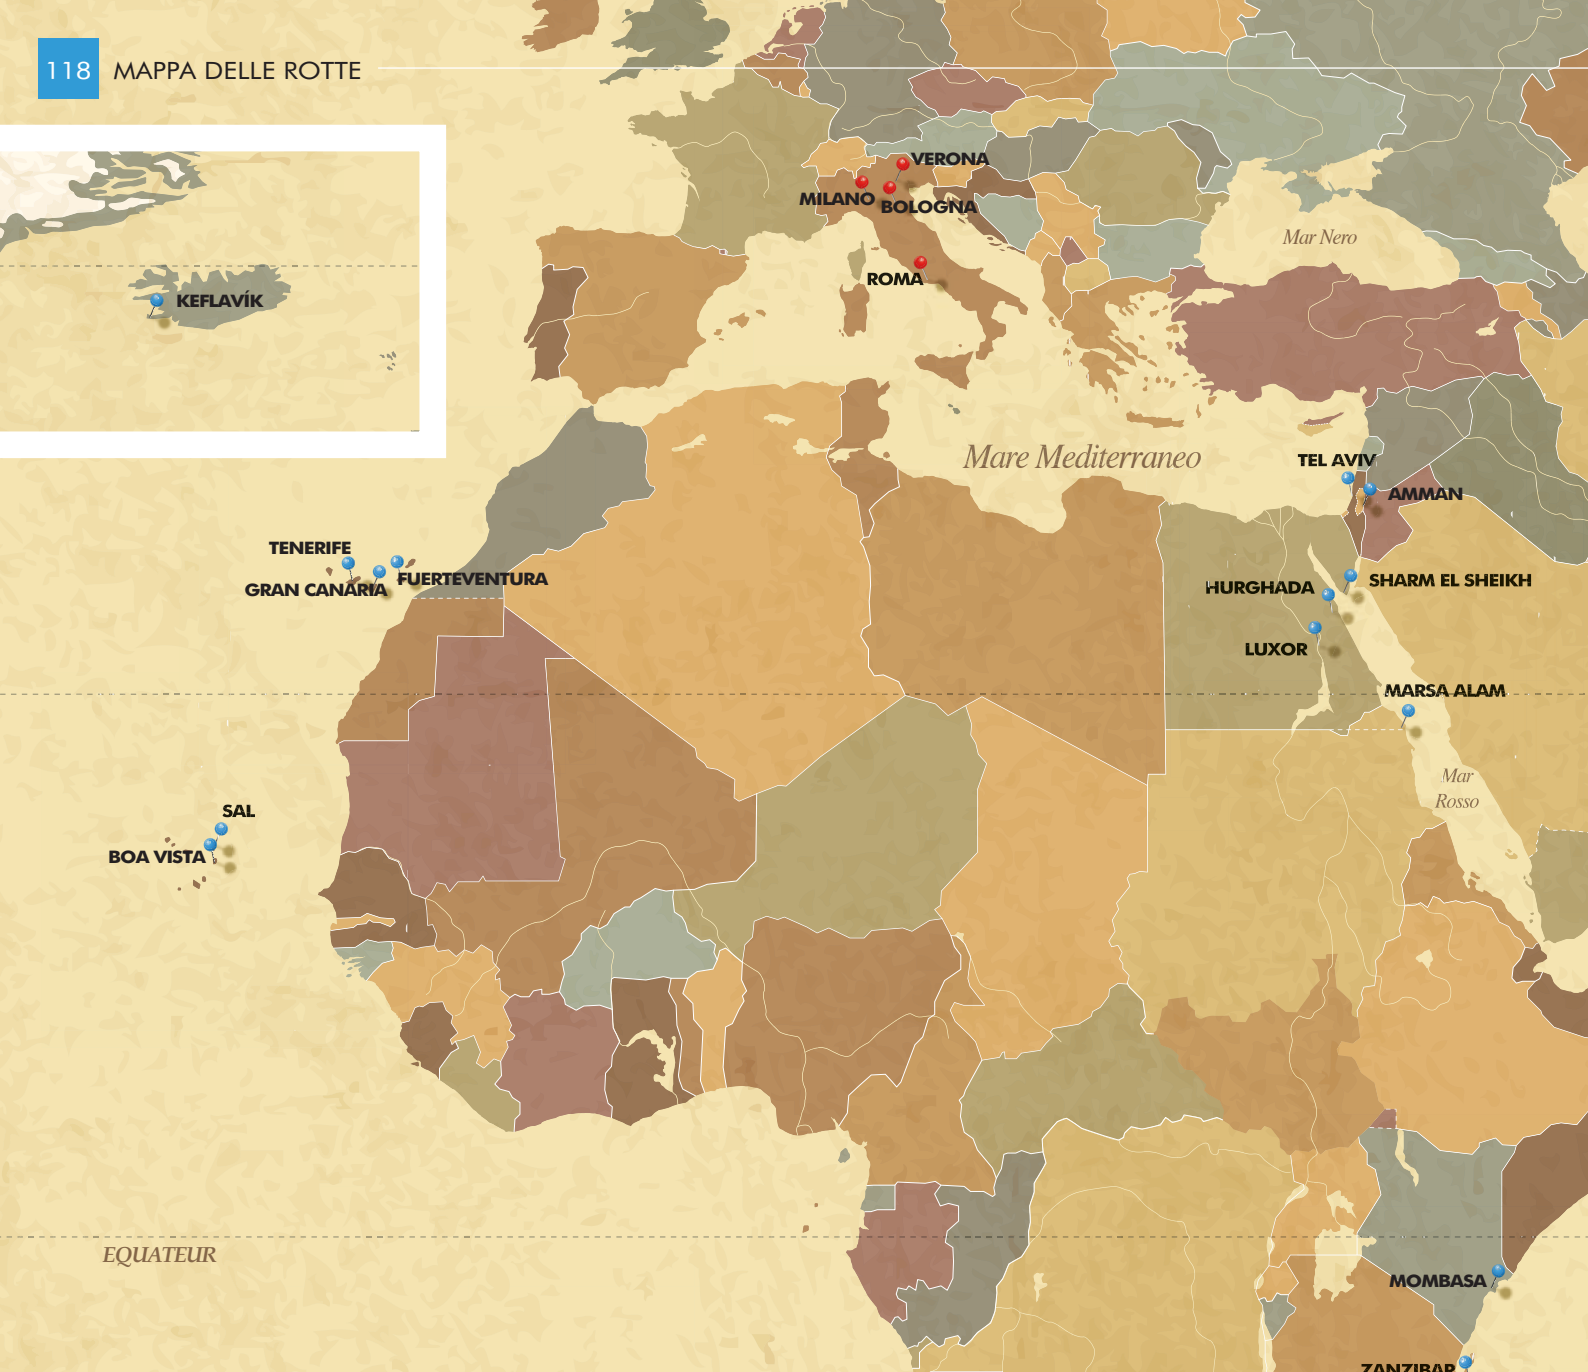 118 MAPPA DELLE ROTTE
VERONA
MILANO
BOLOGNA
Mar Nero
ROMA
KEFLAVÍK
Mare Mediterraneo
TEL AVIV
AMMAN
TENERIFE
FUERTEVENTURA
GRAN CANARIA
SHARM EL SHEIKH
HURGHADA
LUXOR
MARSA ALAM
Mar
Rosso
SAL
BOA VISTA
EQUATEUR
MOMBASA
ZANZIBAR